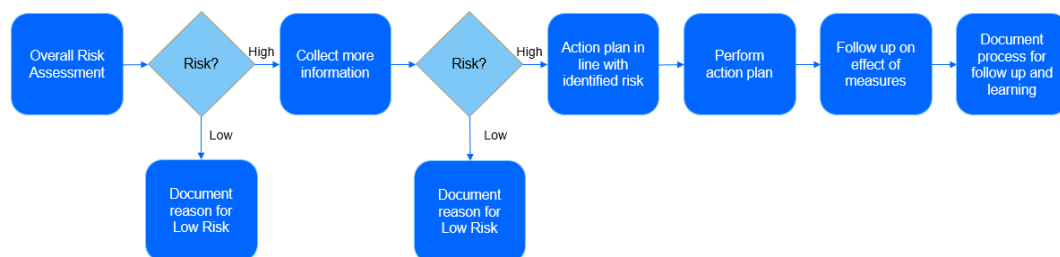 Overall Risk
Assessment
Risk?
High
Collect more
information
Risk?
High
Action plan in
line with
identified risk
Perform
action plan
Follow up on
effect of
measures
Document
process for
follow up and
learning
Low
Document
reason for
Low Risk
Low
Document
reason for
Low Risk